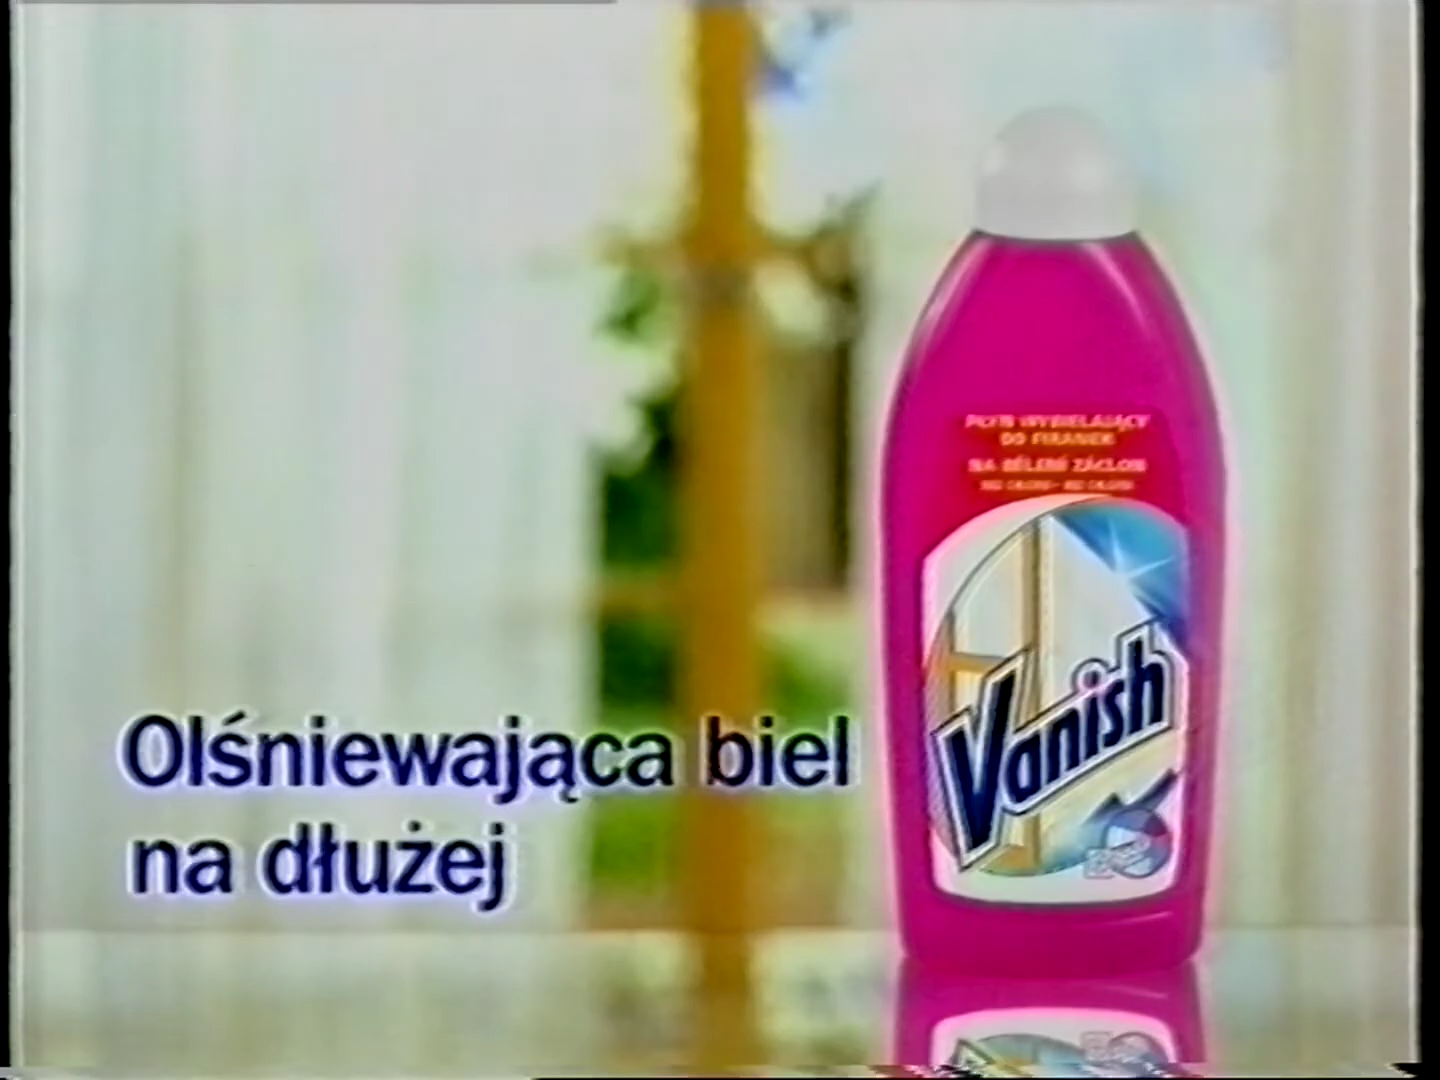 Olśniewająca biel
na dłużej
PŁYN WYBIELAJĄCY
DO FIRANEK
NA BĚLENÍ ZÁCLON
Vanish